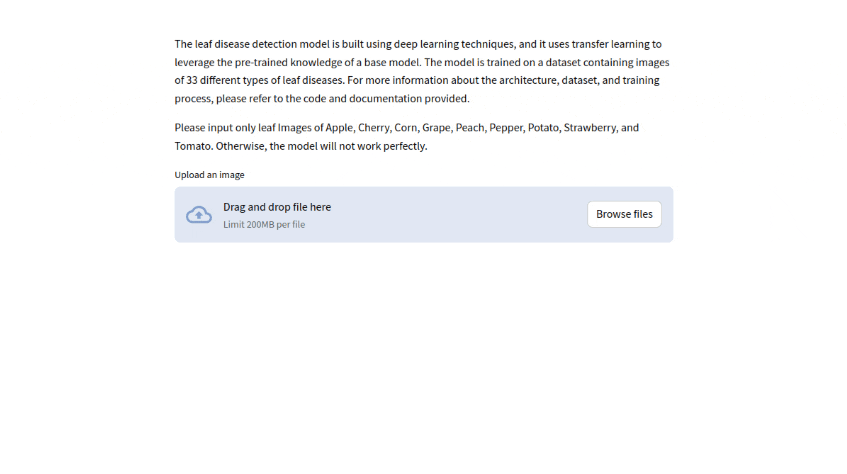 The leaf disease detection model is built using deep learning techniques, and it uses transfer learning to
leverage the pre-trained knowledge of a base model. The model is trained on a dataset containing images
of 33 different types of leaf diseases. For more information about the architecture, dataset, and training
process, please refer to the code and documentation provided.
Please input only leaf Images of Apple, Cherry, Corn, Grape, Peach, Pepper, Potato, Strawberry, and
Tomato. Otherwise, the model will not work perfectly.
Upload an image
Drag and drop file here
Limit 200MB per file
Browse files